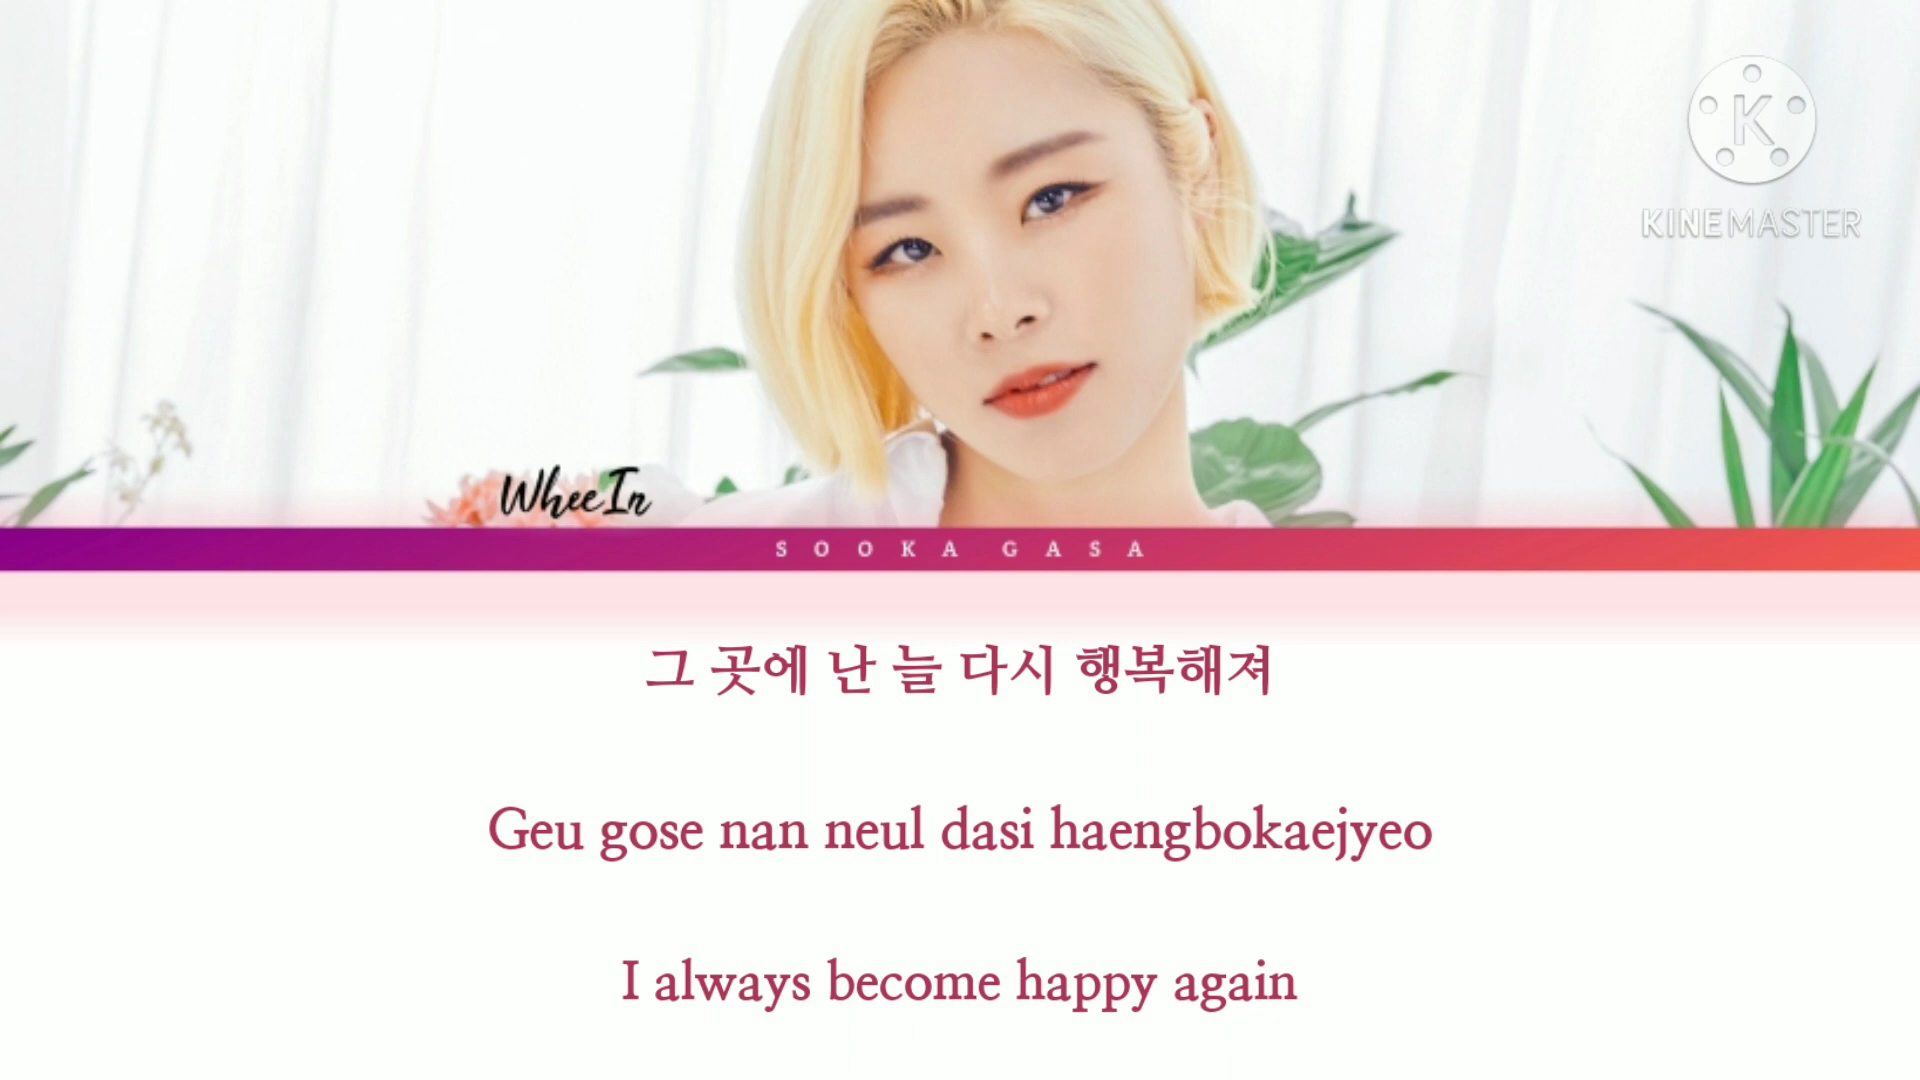 KINEMASTER
WheeIn
SOOKA GASA
그 곳에 난 늘 다시 행복해져
Geu gose nan neul dasi haengbokaejyeo
I always become happy again